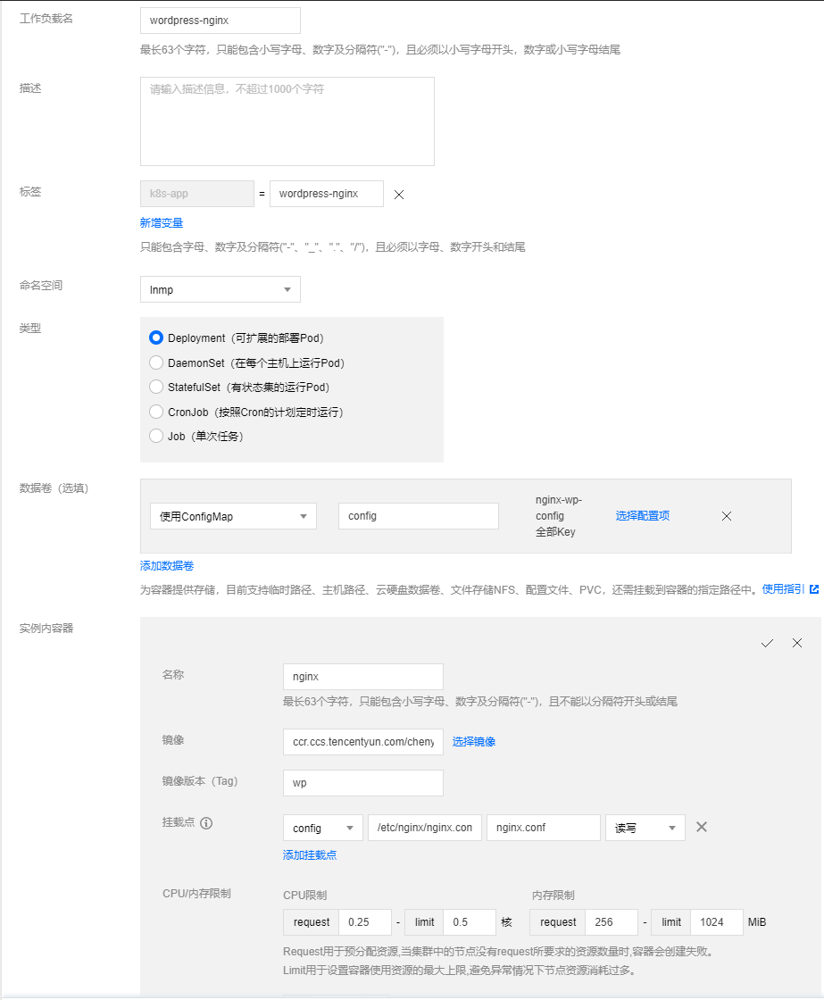 工作负载名 wordpress-nginx
最长63个字符，只能包含小写字母、数字及分隔符("-")，且必须以小写字母开头，数字或小写字母结尾
描述 请输入描述信息，不超过1000个字符
标签 k8s-app = wordpress-nginx
新增变量
只能包含字母、数字及分隔符("-"、"_"、"."、"/")，且必须以字母、数字开头和结尾
命名空间 lnmp
类型
Deployment（可扩展的部署Pod）
DaemonSet（在每个主机上运行Pod）
StatefulSet（有状态集的运行Pod）
CronJob（按照Cron的计划定时运行）
Job（单次任务）
数据卷（选填）
使用ConfigMap config nginx-wp-
config
全部Key 选择配置项
添加数据卷
为容器提供存储，目前支持临时路径、主机路径、云硬盘数据卷、文件存储NFS、配置文件、PVC，还需挂载到容器的指定路径中。使用指引
实例内容器
名称 nginx
最长63个字符，只能包含小写字母、数字及分隔符("-")，且不能以分隔符开头或结尾
镜像 ccr.ccs.tencentyun.com/cheny 选择镜像
镜像版本（Tag） wp
挂载点 config /etc/nginx/nginx.con nginx.conf 读写
添加挂载点
CPU/内存限制 CPU限制 内存限制
request 0.25 - limit 0.5 核 request 256 - limit 1024 MiB
Request用于预分配资源,当集群中的节点没有request所要求的资源数量时,容器会创建失败。
Limit用于设置容器使用资源的最大上限,避免异常情况下节点资源消耗过多。